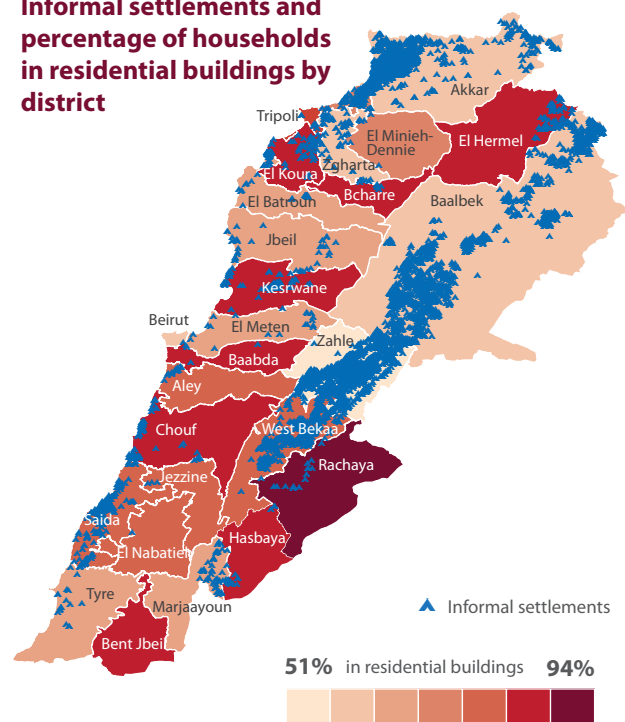 Informal settlements and
percentage of households
in residential buildings by
district
Akkar
Tripoli
El Minieh-
Dennie
El Hermel
Zgharta
El Koura
Bcharre
Baalbek
El Batroun
Jbeil
Kesrwane
Beirut
El Meten
Zahle
Baabda
Aley
Chouf
West Bekaa
Rachaya
Jezzine
Saida
Hasbaya
El Nabatieh
Tyre
Marjaayoun
Informal settlements
Bent Jbeil
51% in residential buildings 94%